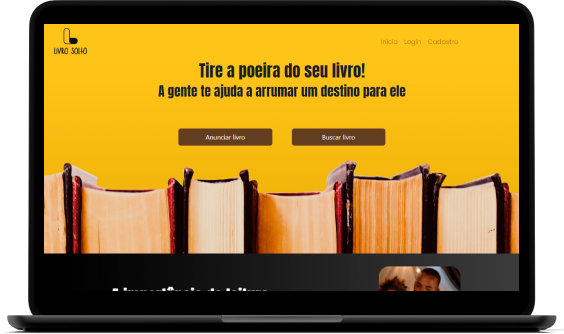 LIVRO SOLTO
Início Login Cadastro
Tire a poeira do seu livro!
A gente te ajuda a arrumar um destino para ele
Anunciar livro Buscar livro